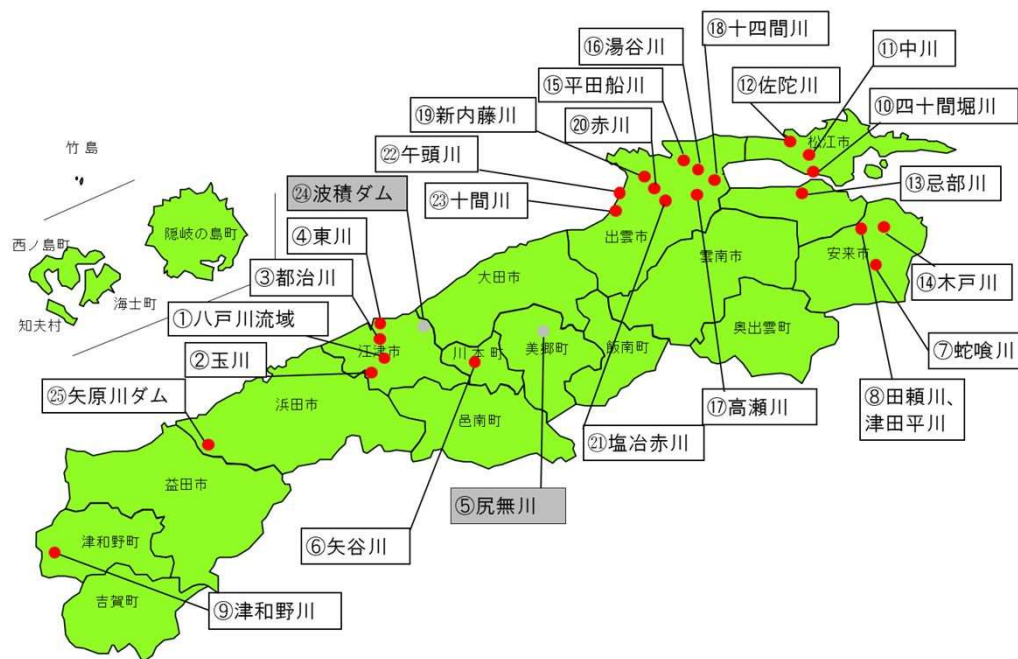 ⑱十四間川
⑯湯谷川
⑪中川
⑮平田船川
⑫佐陀川
⑲新内藤川
⑩四十間堀川
⑳赤川
松江市
竹島
㉒午頭川
㉔波積ダム
㉓十間川
⑬忌部川
④東川
隠岐の島町
西ノ島町
出雲市
雲南市
安来市
③都治川
大田市
⑭木戸川
海士町
知夫村
①八戸川流域
奥出雲町
江津市
川本町
美郷町
飯南町
⑦蛇喰川
②玉川
㉕矢原川ダム
浜田市
邑南町
⑰高瀬川
⑧田頼川、
津田平川
㉑塩冶赤川
益田市
⑤尻無川
津和野町
⑥矢谷川
吉賀町
⑨津和野川